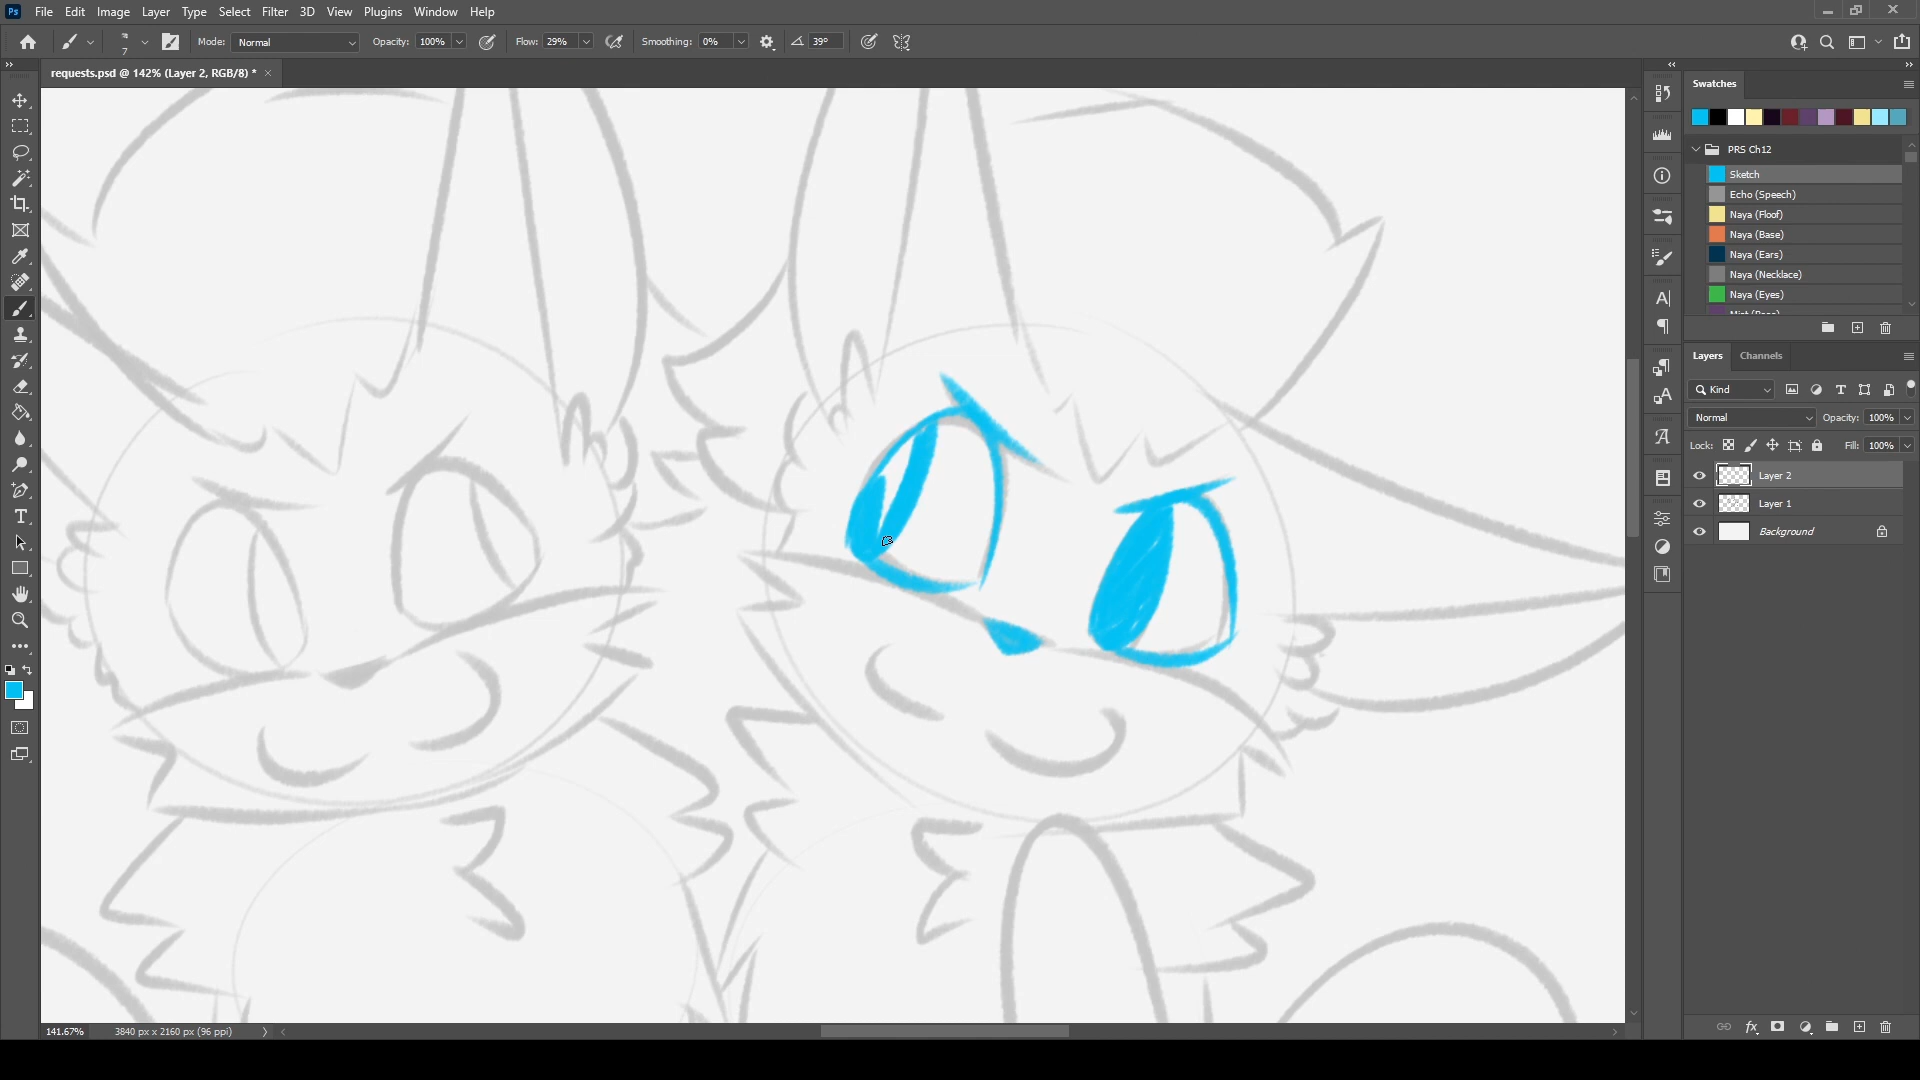 Ps File Edit Image Layer Type Select Filter 3D View Plugins Window Help
7 Mode: Normal Opacity: 100% Flow: 29% Smoothing: 0% 39°
requests.psd @ 142% (Layer 2, RGB/8) *
Swatches
PRS Ch12
Sketch
Echo (Speech)
Naya (Floof)
Naya (Base)
Naya (Ears)
Naya (Necklace)
Naya (Eyes)
Layers Channels
Kind
Normal Opacity: 100%
Lock: Fill: 100%
Layer 2
Layer 1
Background
141.67% 3840 px x 2160 px (96 ppi)
fx